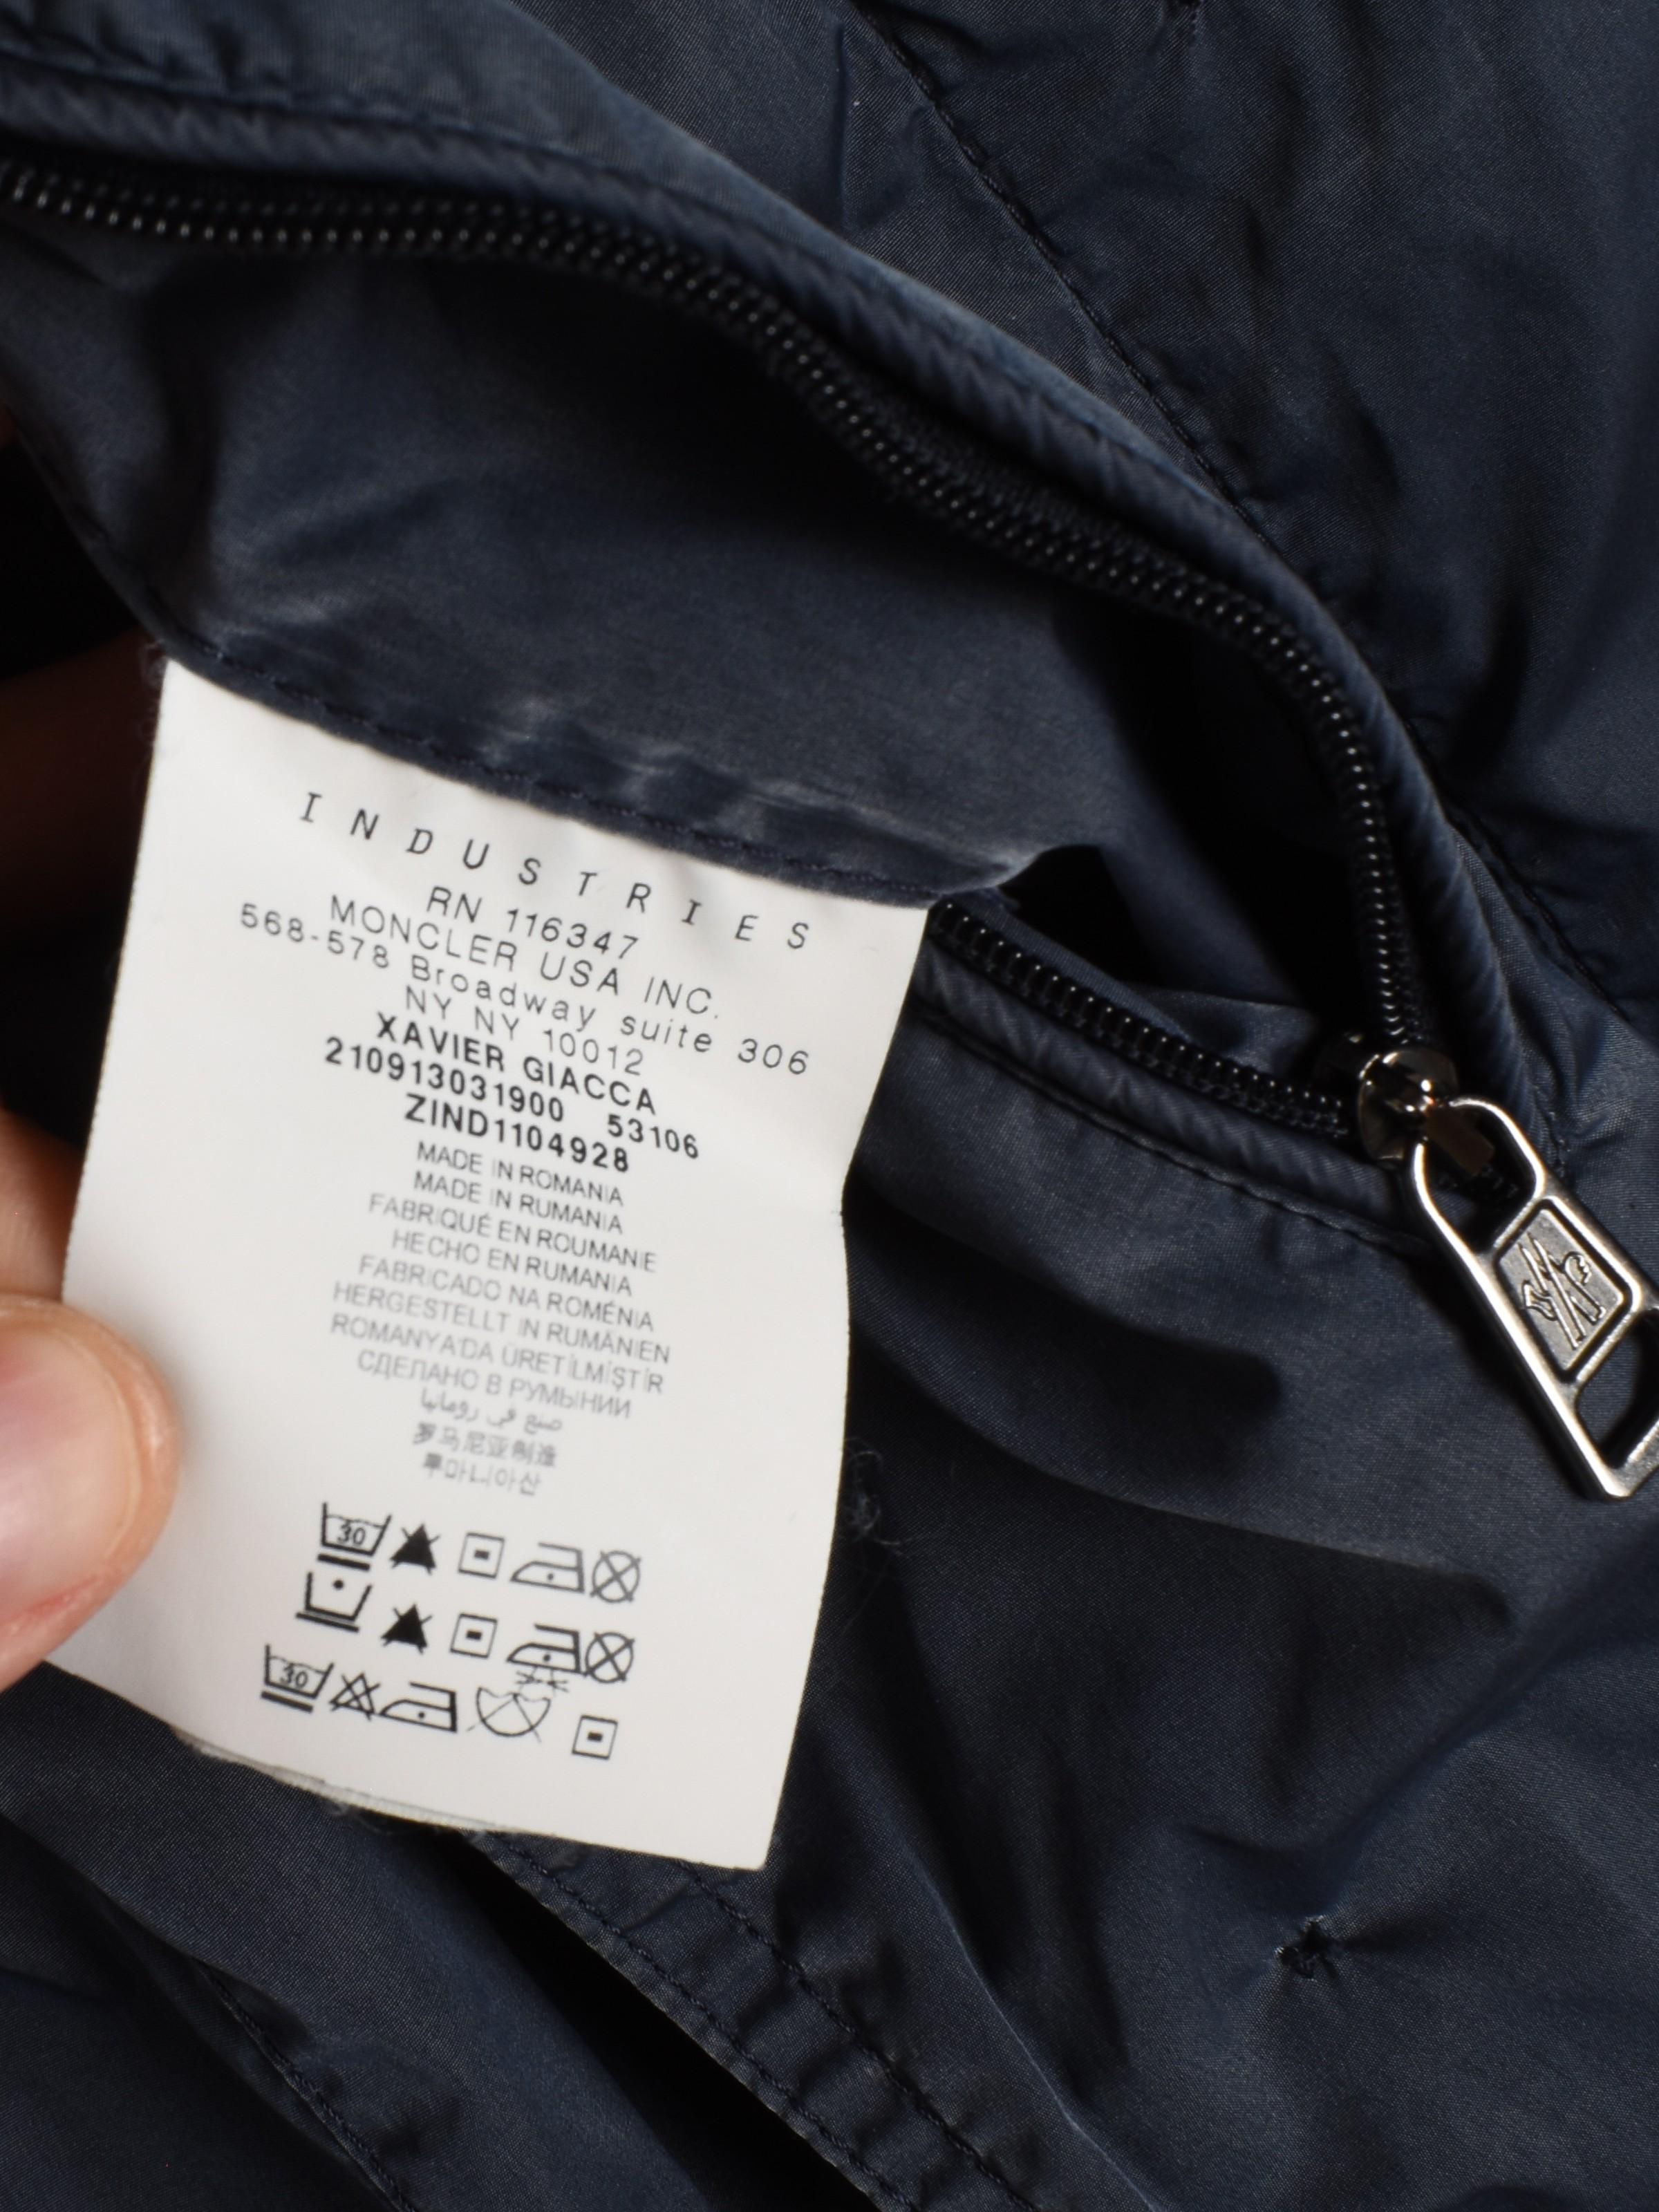 INDUSTRIES
RN 116347
MONCLER USA INC.
568-578 Broadway suite 306
NY NY 10012
XAVIER GIACCA
210913031900 53106
ZIND1104928
MADE IN ROMANIA
MADE IN RUMANIA
FABRIQUÉ EN ROUMANIE
HECHO EN RUMANIA
FABRICADO NA ROMÉNIA
HERGESTELLT IN RUMÄNIEN
ROMANYA'DA ÜRETİLMİŞTİR
СДЕЛАНО В РУМЫНИИ
صنع في رومانيا
罗马尼亚制造
루마니아산
30
30